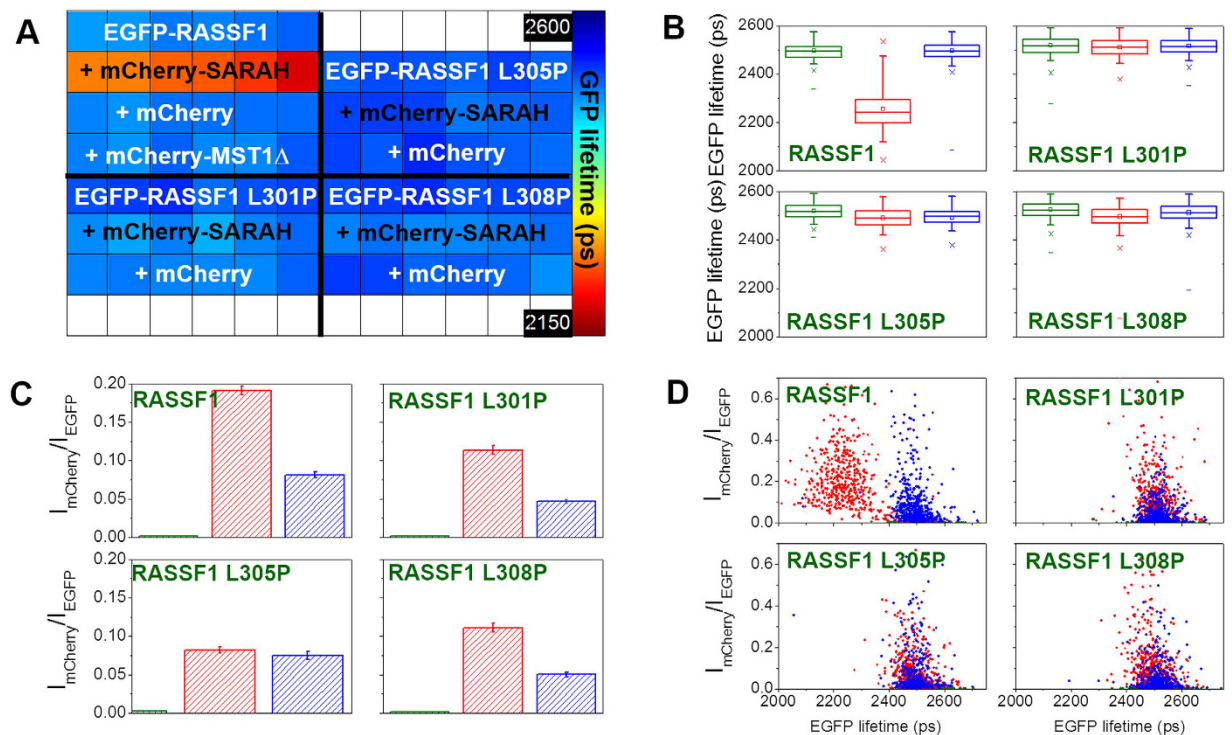 A
EGFP-RASSF1
+ mCherry-SARAH
+ mCherry
+ mCherry-MST1Δ
EGFP-RASSF1 L305P
+ mCherry-SARAH
+ mCherry
EGFP-RASSF1 L301P
+ mCherry-SARAH
+ mCherry
EGFP-RASSF1 L308P
+ mCherry-SARAH
+ mCherry
2600
GFP lifetime (ps)
2150
B
EGFP lifetime (ps)
2600
2400
2200
2000
RASSF1
EGFP lifetime (ps)
RASSF1 L301P
EGFP lifetime (ps)
2600
2400
2200
2000
RASSF1 L305P
EGFP lifetime (ps)
RASSF1 L308P
C
ImCherry/IEGFP
0.20
0.15
0.10
0.05
0.00
RASSF1
RASSF1 L301P
ImCherry/IEGFP
0.15
0.10
0.05
0.00
RASSF1 L305P
RASSF1 L308P
D
ImCherry/IEGFP
0.6
0.4
0.2
0.0
RASSF1
RASSF1 L301P
ImCherry/IEGFP
0.6
0.4
0.2
0.0
RASSF1 L305P
RASSF1 L308P
2000 2200 2400 2600
2000 2200 2400 2600
EGFP lifetime (ps)
EGFP lifetime (ps)